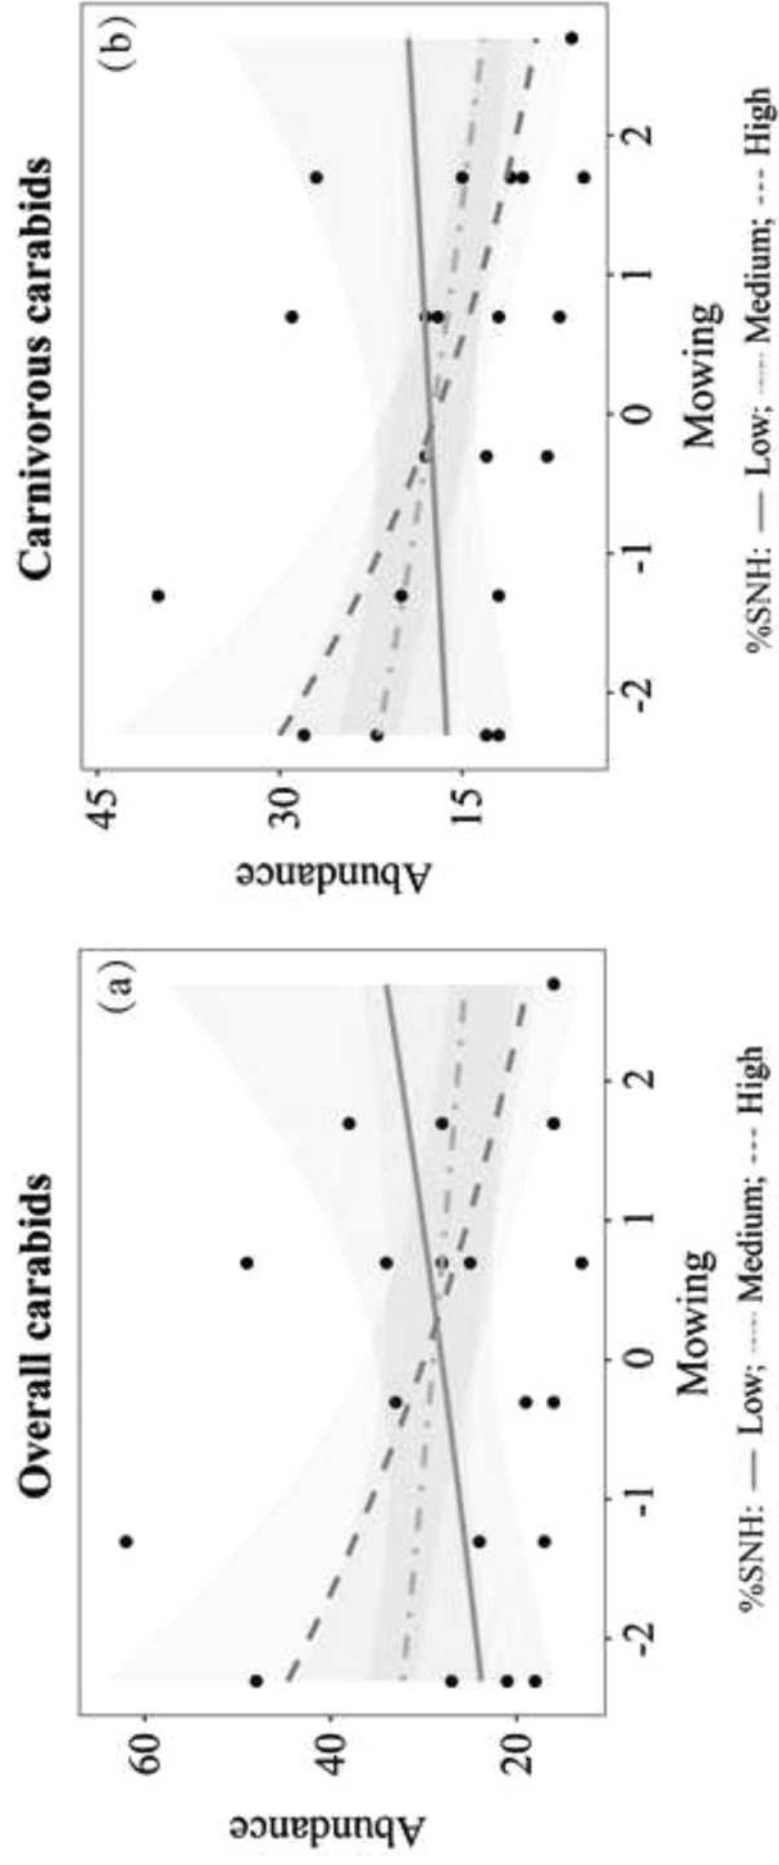 Overall carabids
(a)
Abundance
60
40
20
-2
-1
0
1
2
Mowing
%SNH: — Low; ····· Medium; --- High
Carnivorous carabids
(b)
Abundance
45
30
15
-2
-1
0
1
2
Mowing
%SNH: — Low; ····· Medium; --- High